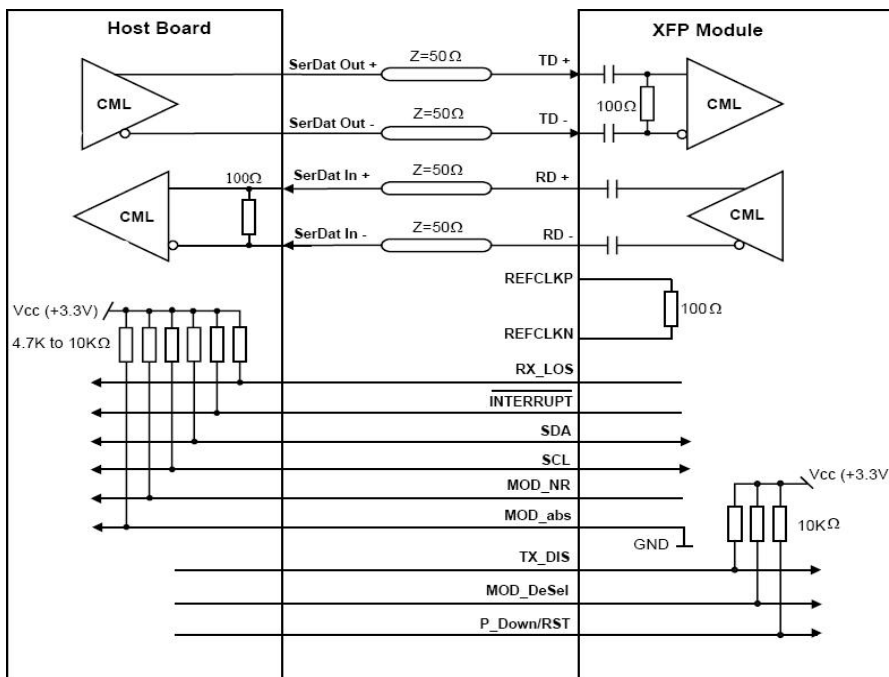 Host Board
XFP Module
SerDat Out +
Z=50Ω
TD +
CML
100Ω
CML
SerDat Out -
Z=50Ω
TD -
100Ω
SerDat In +
Z=50Ω
RD +
CML
CML
SerDat In -
Z=50Ω
RD -
REFCLKP
100Ω
Vcc (+3.3V)
REFCLKN
4.7K to 10KΩ
RX_LOS
INTERRUPT
SDA
SCL
Vcc (+3.3V
MOD_NR
MOD_abs
10KΩ
GND
TX_DIS
MOD_DeSel
P_Down/RST